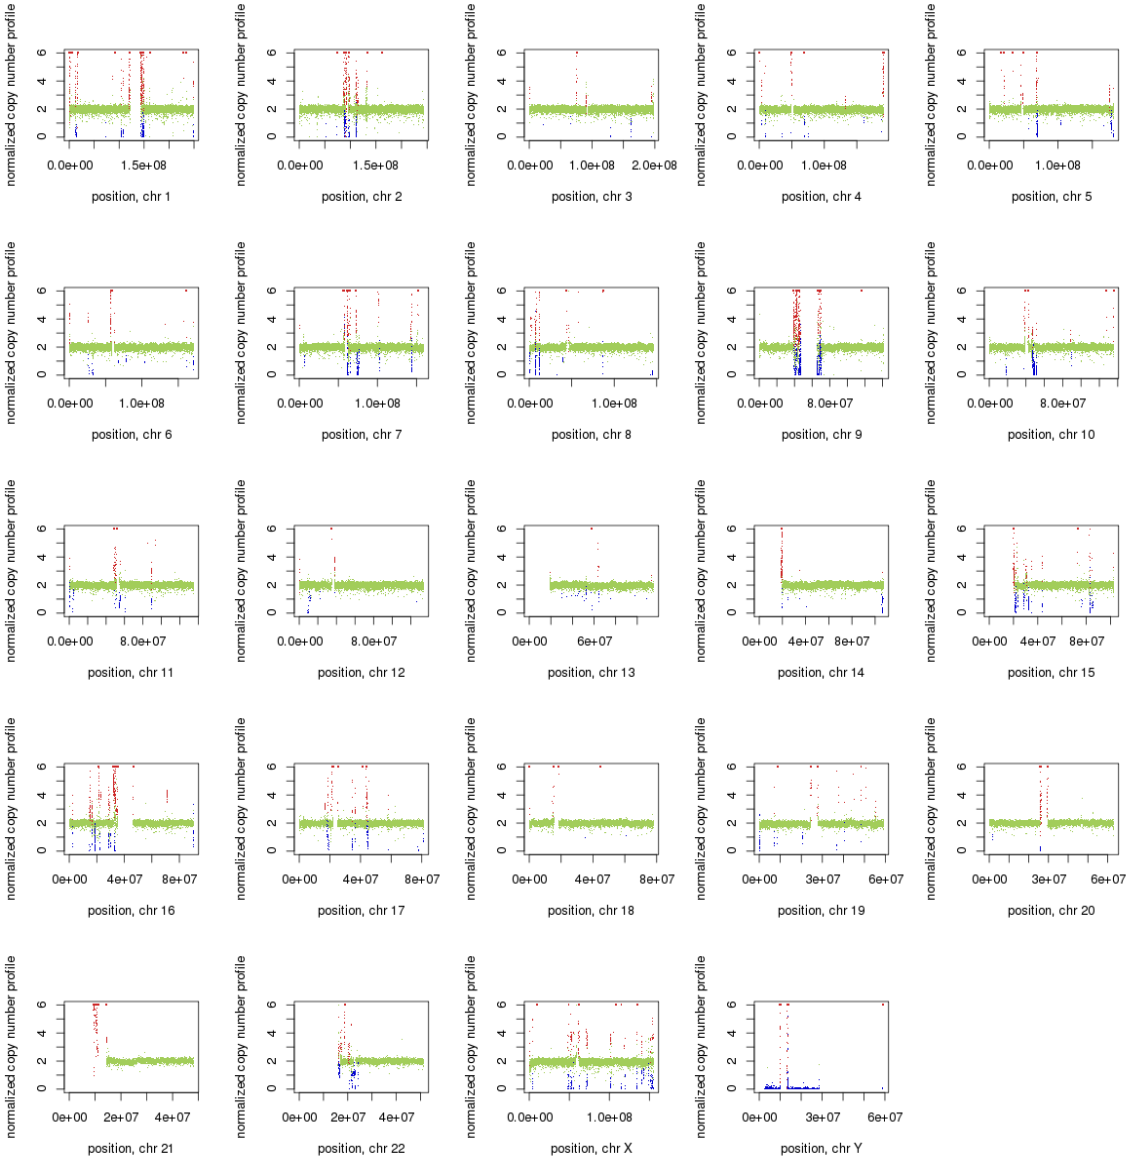 normalized copy number profile
0 2 4 6
0.0e+00 1.5e+08
position, chr 1
normalized copy number profile
0 2 4 6
0.0e+00 1.5e+08
position, chr 2
normalized copy number profile
0 2 4 6
0.0e+00 1.0e+08 2.0e+08
position, chr 3
normalized copy number profile
0 2 4 6
0.0e+00 1.0e+08
position, chr 4
normalized copy number profile
0 2 4 6
0.0e+00 1.0e+08
position, chr 5
normalized copy number profile
0 2 4 6
0.0e+00 1.0e+08
position, chr 6
normalized copy number profile
0 2 4 6
0.0e+00 1.0e+08
position, chr 7
normalized copy number profile
0 2 4 6
0.0e+00 1.0e+08
position, chr 8
normalized copy number profile
0 2 4 6
0.0e+00 8.0e+07
position, chr 9
normalized copy number profile
0 2 4 6
0.0e+00 8.0e+07
position, chr 10
normalized copy number profile
0 2 4 6
0.0e+00 8.0e+07
position, chr 11
normalized copy number profile
0 2 4 6
0.0e+00 8.0e+07
position, chr 12
normalized copy number profile
0 2 4 6
0e+00 6e+07
position, chr 13
normalized copy number profile
0 2 4 6
0e+00 4e+07 8e+07
position, chr 14
normalized copy number profile
0 2 4 6
0e+00 4e+07 8e+07
position, chr 15
normalized copy number profile
0 2 4 6
0e+00 4e+07 8e+07
position, chr 16
normalized copy number profile
0 2 4 6
0e+00 4e+07 8e+07
position, chr 17
normalized copy number profile
0 2 4 6
0e+00 4e+07 8e+07
position, chr 18
normalized copy number profile
0 2 4 6
0e+00 3e+07 6e+07
position, chr 19
normalized copy number profile
0 2 4 6
0e+00 3e+07 6e+07
position, chr 20
normalized copy number profile
0 2 4 6
0e+00 2e+07 4e+07
position, chr 21
normalized copy number profile
0 2 4 6
0e+00 2e+07 4e+07
position, chr 22
normalized copy number profile
0 2 4 6
0.0e+00 1.0e+08
position, chr X
normalized copy number profile
0 2 4 6
0e+00 3e+07 6e+07
position, chr Y